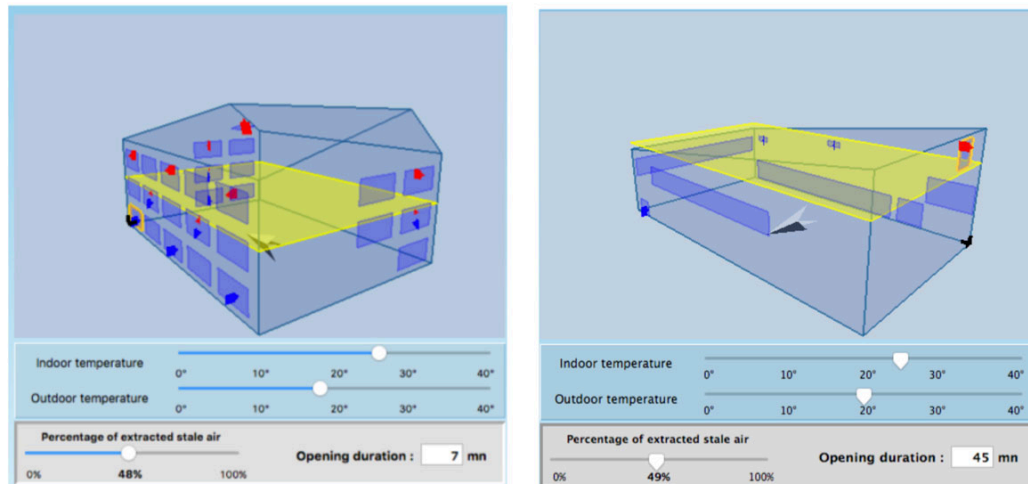 Indoor temperature
0° 10° 20° 30° 40°
Outdoor temperature
0° 10° 20° 30° 40°
Percentage of extracted stale air
0% 48% 100%
Opening duration : 7 mn
Indoor temperature
0° 10° 20° 30° 40°
Outdoor temperature
0° 10° 20° 30° 40°
Percentage of extracted stale air
0% 49% 100%
Opening duration : 45 mn